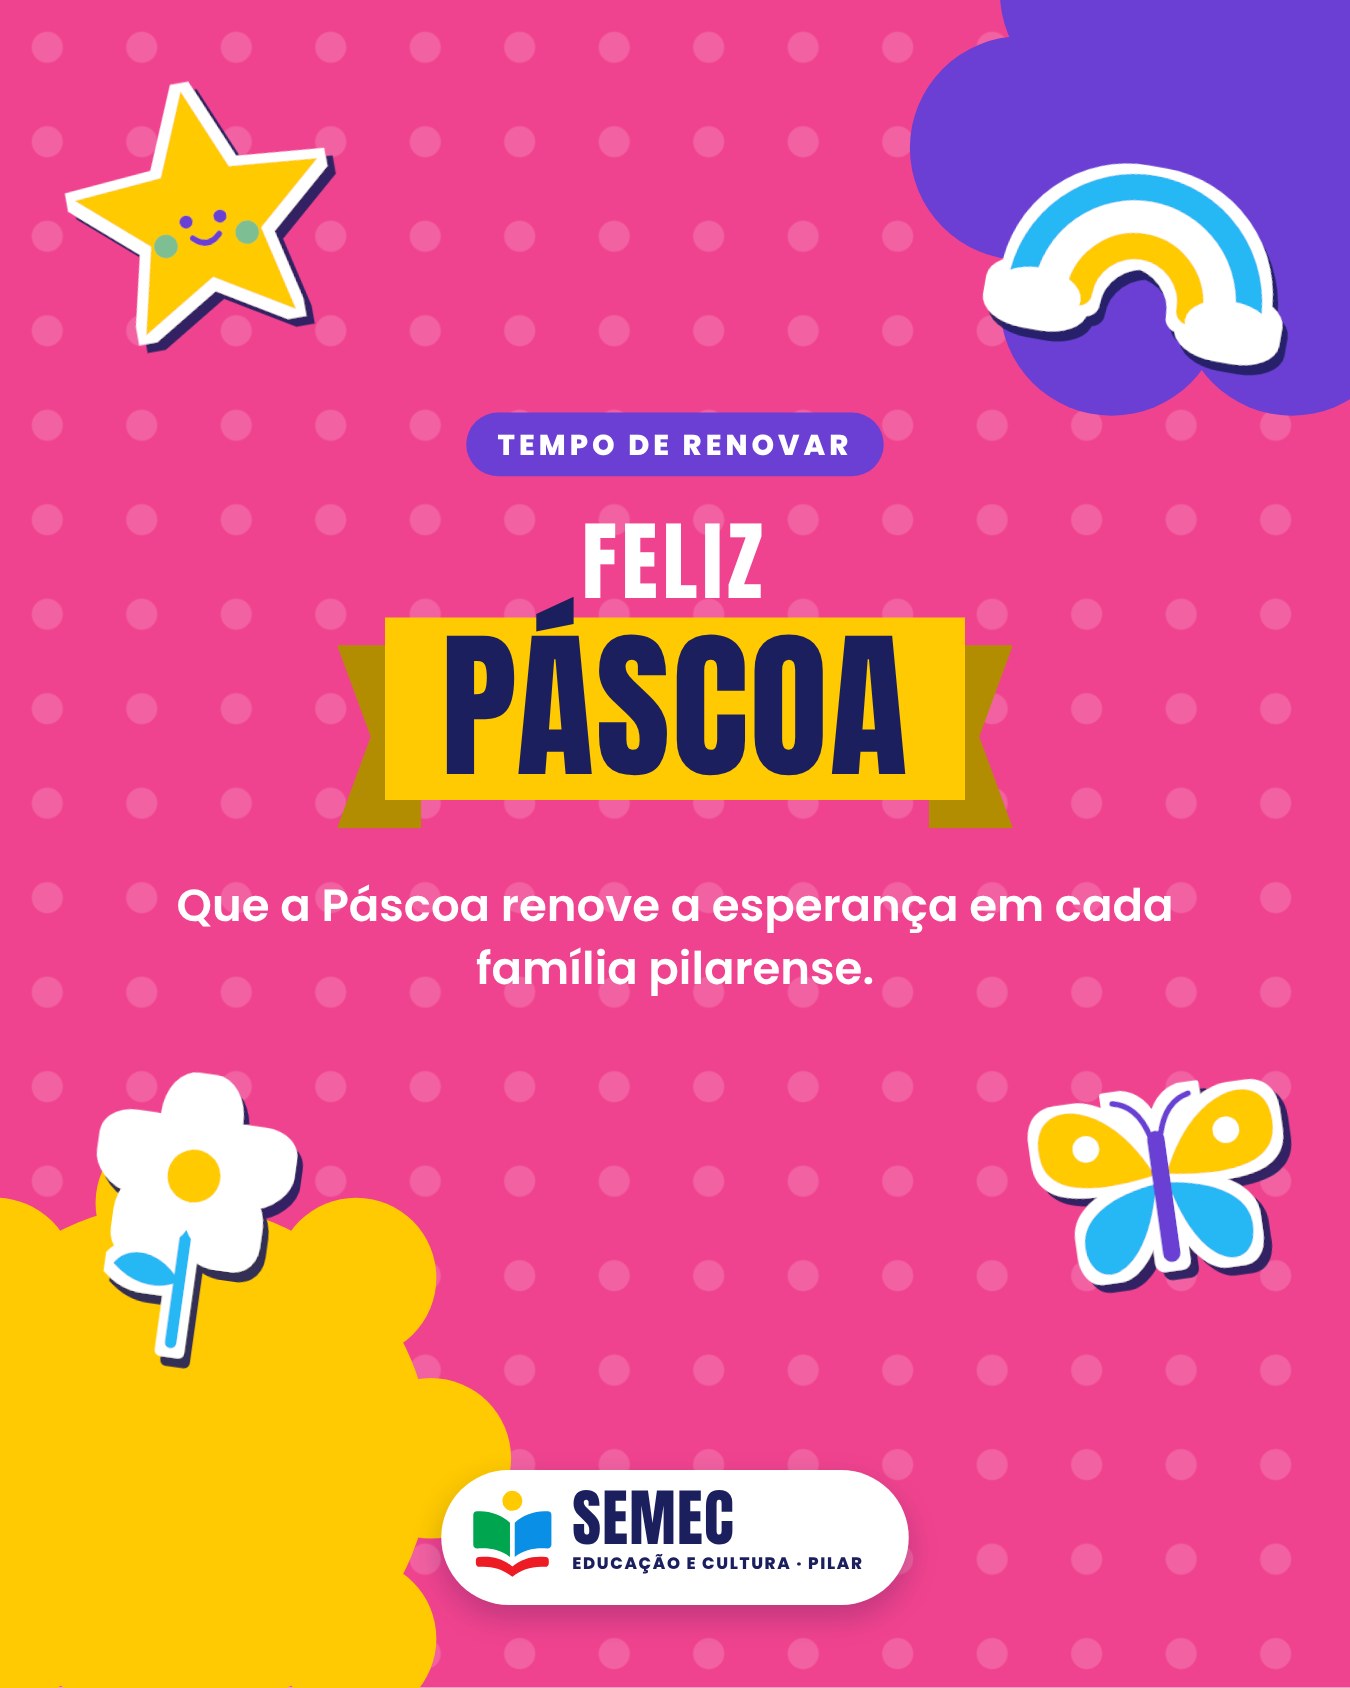 TEMPO DE RENOVAR
FELIZ
PÁSCOA
Que a Páscoa renove a esperança em cada
família pilarense.
SEMEC
EDUCAÇÃO E CULTURA · PILAR